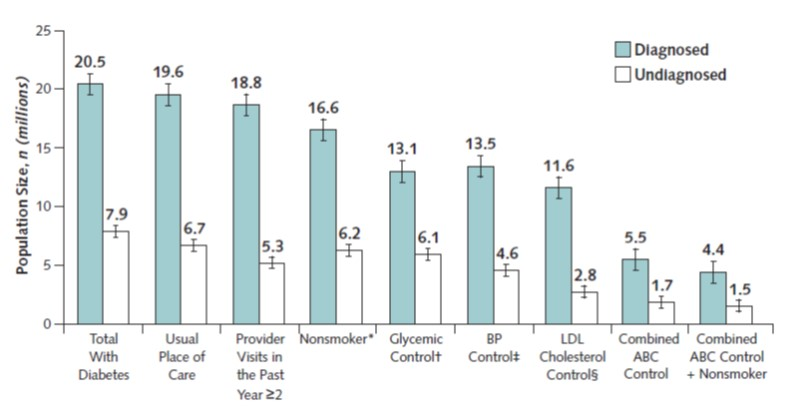 25
20
15
10
5
0
Population Size, n (millions)
Diagnosed
Undiagnosed
20.5
7.9
19.6
6.7
18.8
5.3
16.6
6.2
13.1
6.1
13.5
4.6
11.6
2.8
5.5
1.7
4.4
1.5
Total
With
Diabetes
Usual
Place of
Care
Provider
Visits in
the Past
Year ≥2
Nonsmoker*
Glycemic
Control†
BP
Control‡
LDL
Cholesterol
Control§
Combined
ABC
Control
Combined
ABC Control
+ Nonsmoker